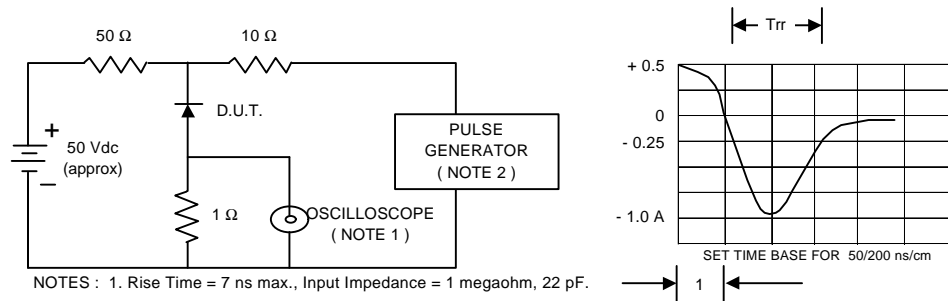 50 Ω
10 Ω
D.U.T.
+
50 Vdc
(approx)
−
1 Ω
OSCILLOSCOPE
( NOTE 1 )
PULSE
GENERATOR
( NOTE 2 )
NOTES : 1. Rise Time = 7 ns max., Input Impedance = 1 megaohm, 22 pF.
Trr
+ 0.5
0
- 0.25
- 1.0 A
SET TIME BASE FOR 50/200 ns/cm
1